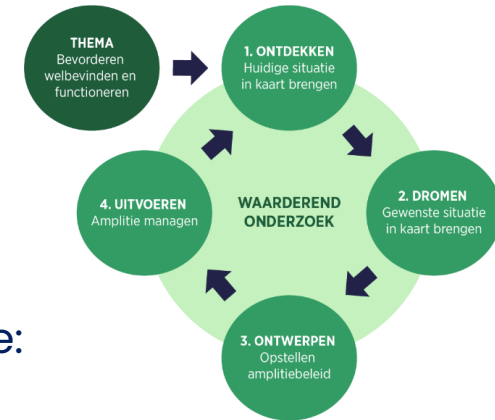 THEMA
Bevorderen
welbevinden en
functioneren
1. ONTDEKKEN
Huidige situatie
in kaart brengen
2. DROMEN
Gewenste situatie
in kaart brengen
3. ONTWERPEN
Opstellen
amplitiebeleid
4. UITVOEREN
Amplitie managen
WAARDEREND
ONDERZOEK
e: